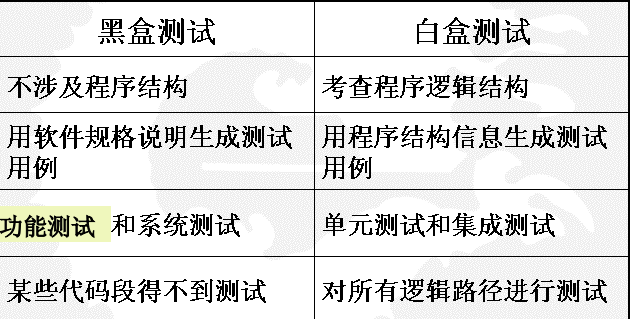 黑盒测试 白盒测试
不涉及程序结构 考查程序逻辑结构
用软件规格说明生成测试 用程序结构信息生成测试
用例 用例
功能测试 和系统测试 单元测试和集成测试
某些代码段得不到测试 对所有逻辑路径进行测试